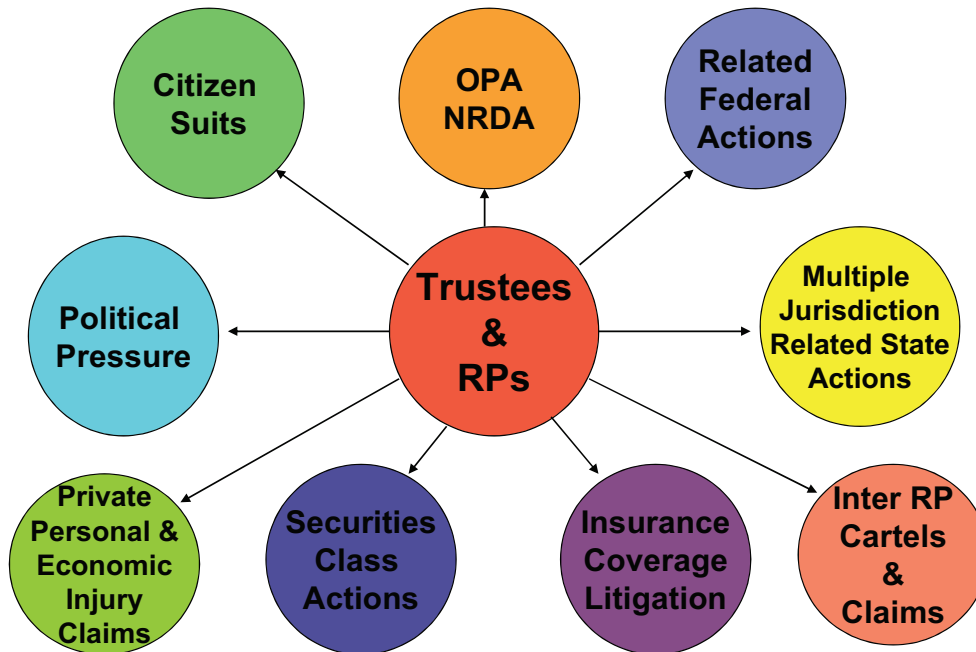 Citizen
Suits
OPA
NRDA
Related
Federal
Actions
Political
Pressure
Trustees
&
RPs
Multiple
Jurisdiction
Related State
Actions
Private
Personal &
Economic
Injury
Claims
Securities
Class
Actions
Insurance
Coverage
Litigation
Inter RP
Cartels
&
Claims